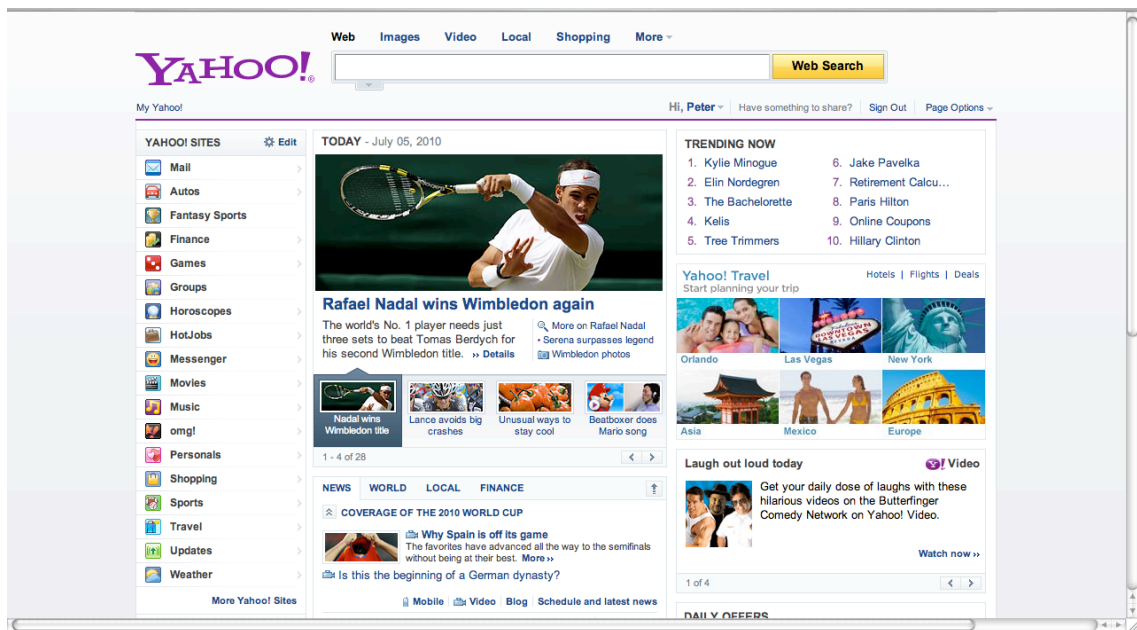 Web Images Video Local Shopping More
YAHOO!®
Web Search
My Yahoo!
Hi, Peter Have something to share? Sign Out Page Options
YAHOO! SITES Edit
Mail
Autos
Fantasy Sports
Finance
Games
Groups
Horoscopes
HotJobs
Messenger
Movies
Music
omg!
Personals
Shopping
Sports
Travel
Updates
Weather
More Yahoo! Sites
TODAY - July 05, 2010
Rafael Nadal wins Wimbledon again
The world's No. 1 player needs just
three sets to beat Tomas Berdych for
his second Wimbledon title. ›› Details
More on Rafael Nadal
• Serena surpasses legend
Wimbledon photos
Nadal wins
Wimbledon title
Lance avoids big
crashes
Unusual ways to
stay cool
Beatboxer does
Mario song
1 - 4 of 28
NEWS WORLD LOCAL FINANCE
COVERAGE OF THE 2010 WORLD CUP
Why Spain is off its game
The favorites have advanced all the way to the semifinals
without being at their best. More ››
Is this the beginning of a German dynasty?
Mobile Video Blog Schedule and latest news
TRENDING NOW
1. Kylie Minogue
2. Elin Nordegren
3. The Bachelorette
4. Kelis
5. Tree Trimmers
6. Jake Pavelka
7. Retirement Calcu...
8. Paris Hilton
9. Online Coupons
10. Hillary Clinton
Yahoo! Travel Hotels | Flights | Deals
Start planning your trip
DOWNTOWN
LAS VEGAS
Orlando Las Vegas New York
Asia Mexico Europe
Laugh out loud today Y! Video
Get your daily dose of laughs with these
hilarious videos on the Butterfinger
Comedy Network on Yahoo! Video.
Watch now ››
1 of 4
DAILY OFFERS